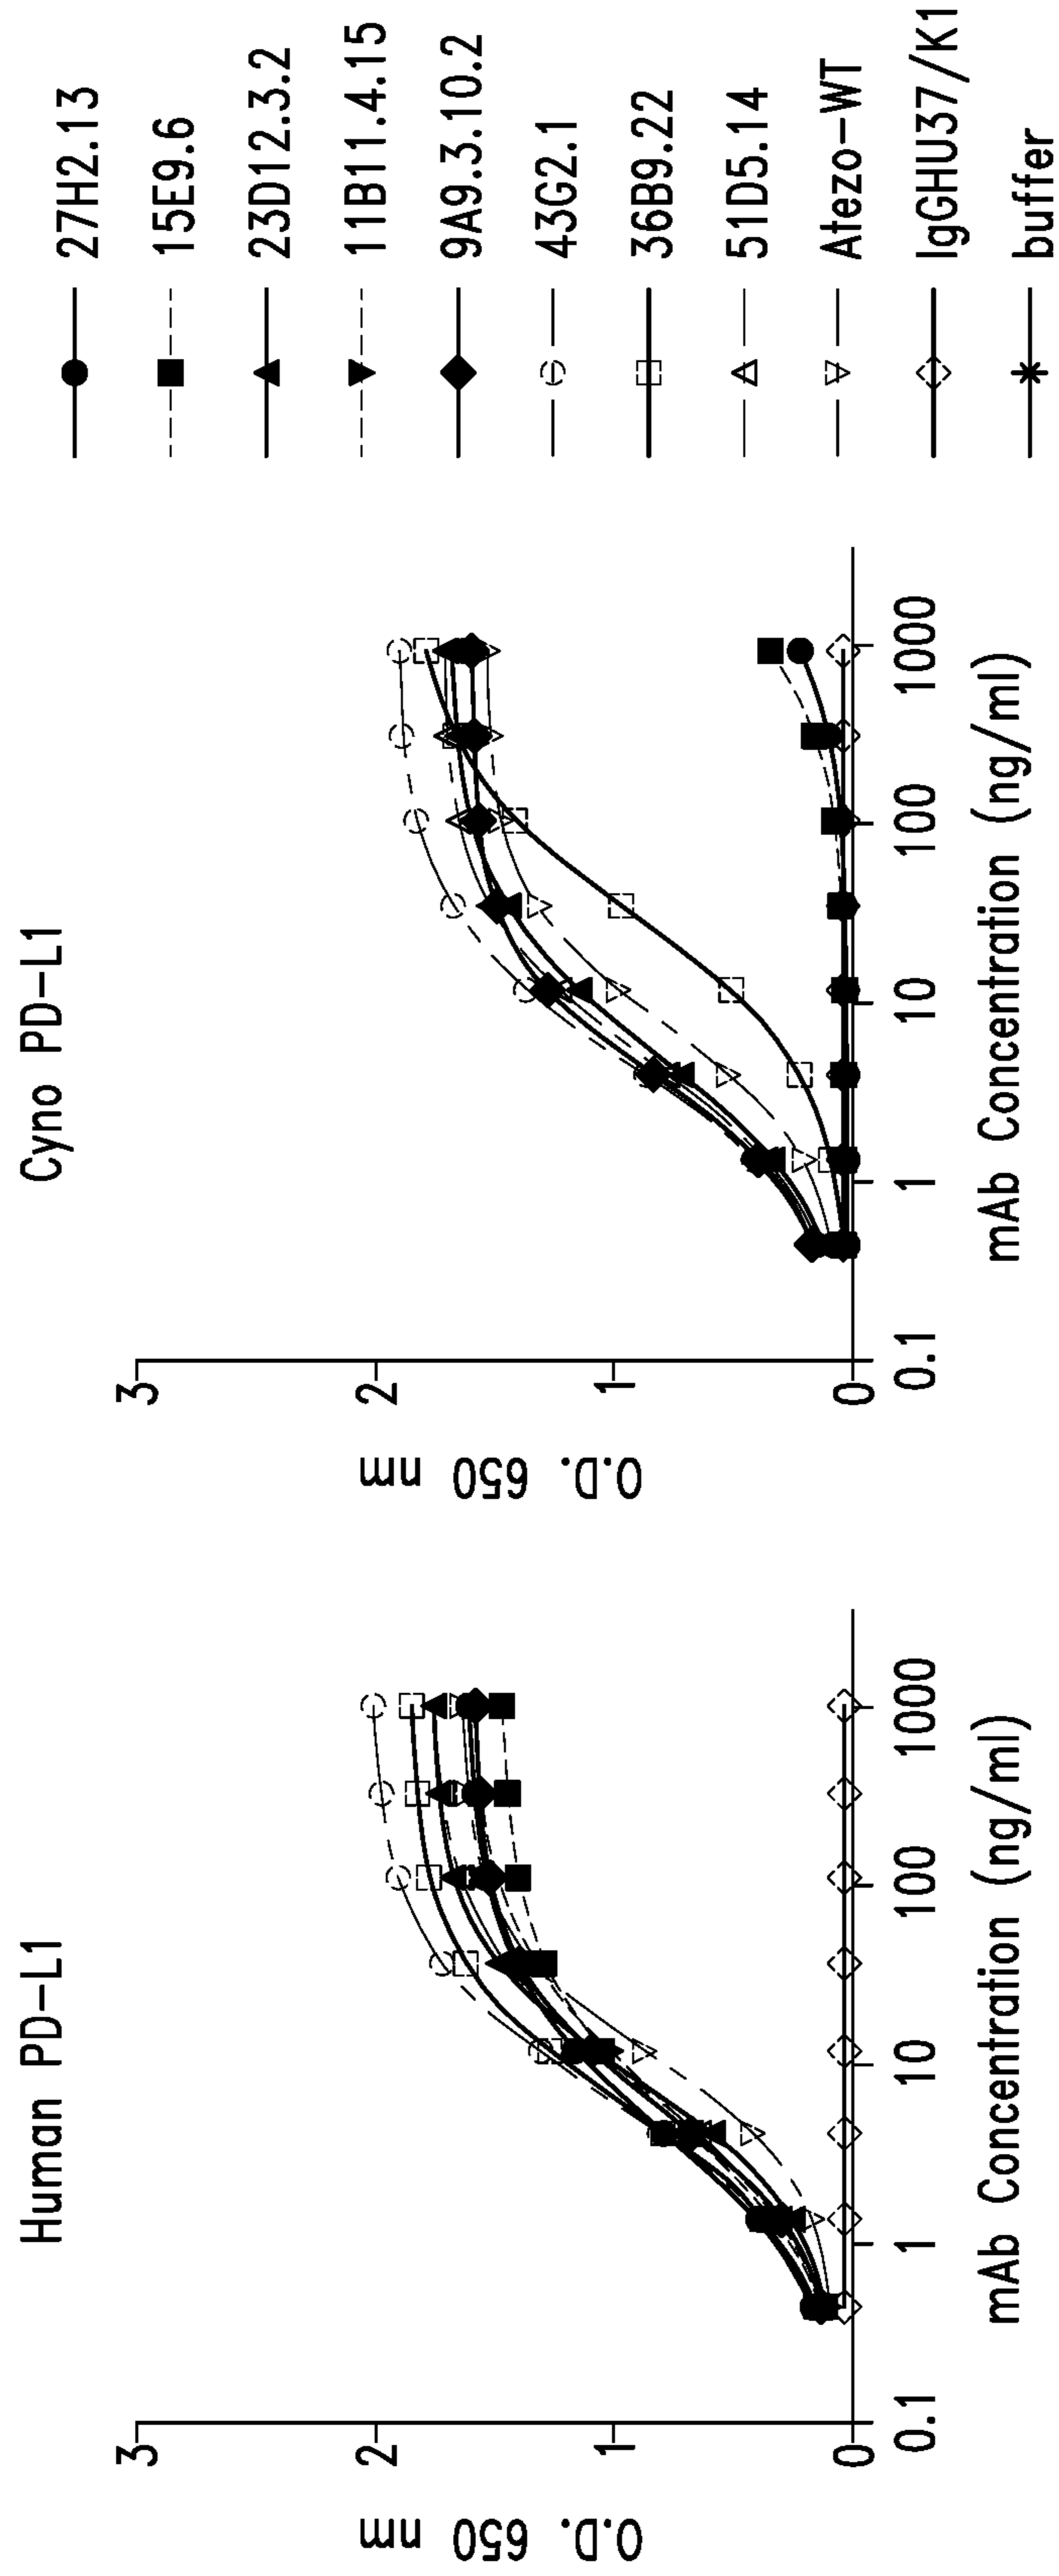 Human PD-L1
O.D. 650 nm
3
2
1
0
0.1
1
10
100
1000
mAb Concentration (ng/ml)
Cyno PD-L1
O.D. 650 nm
3
2
1
0
0.1
1
10
100
1000
mAb Concentration (ng/ml)
27H2.13
15E9.6
23D12.3.2
11B11.4.15
9A9.3.10.2
43G2.1
36B9.22
51D5.14
Atezo-WT
IgGHU37/K1
buffer